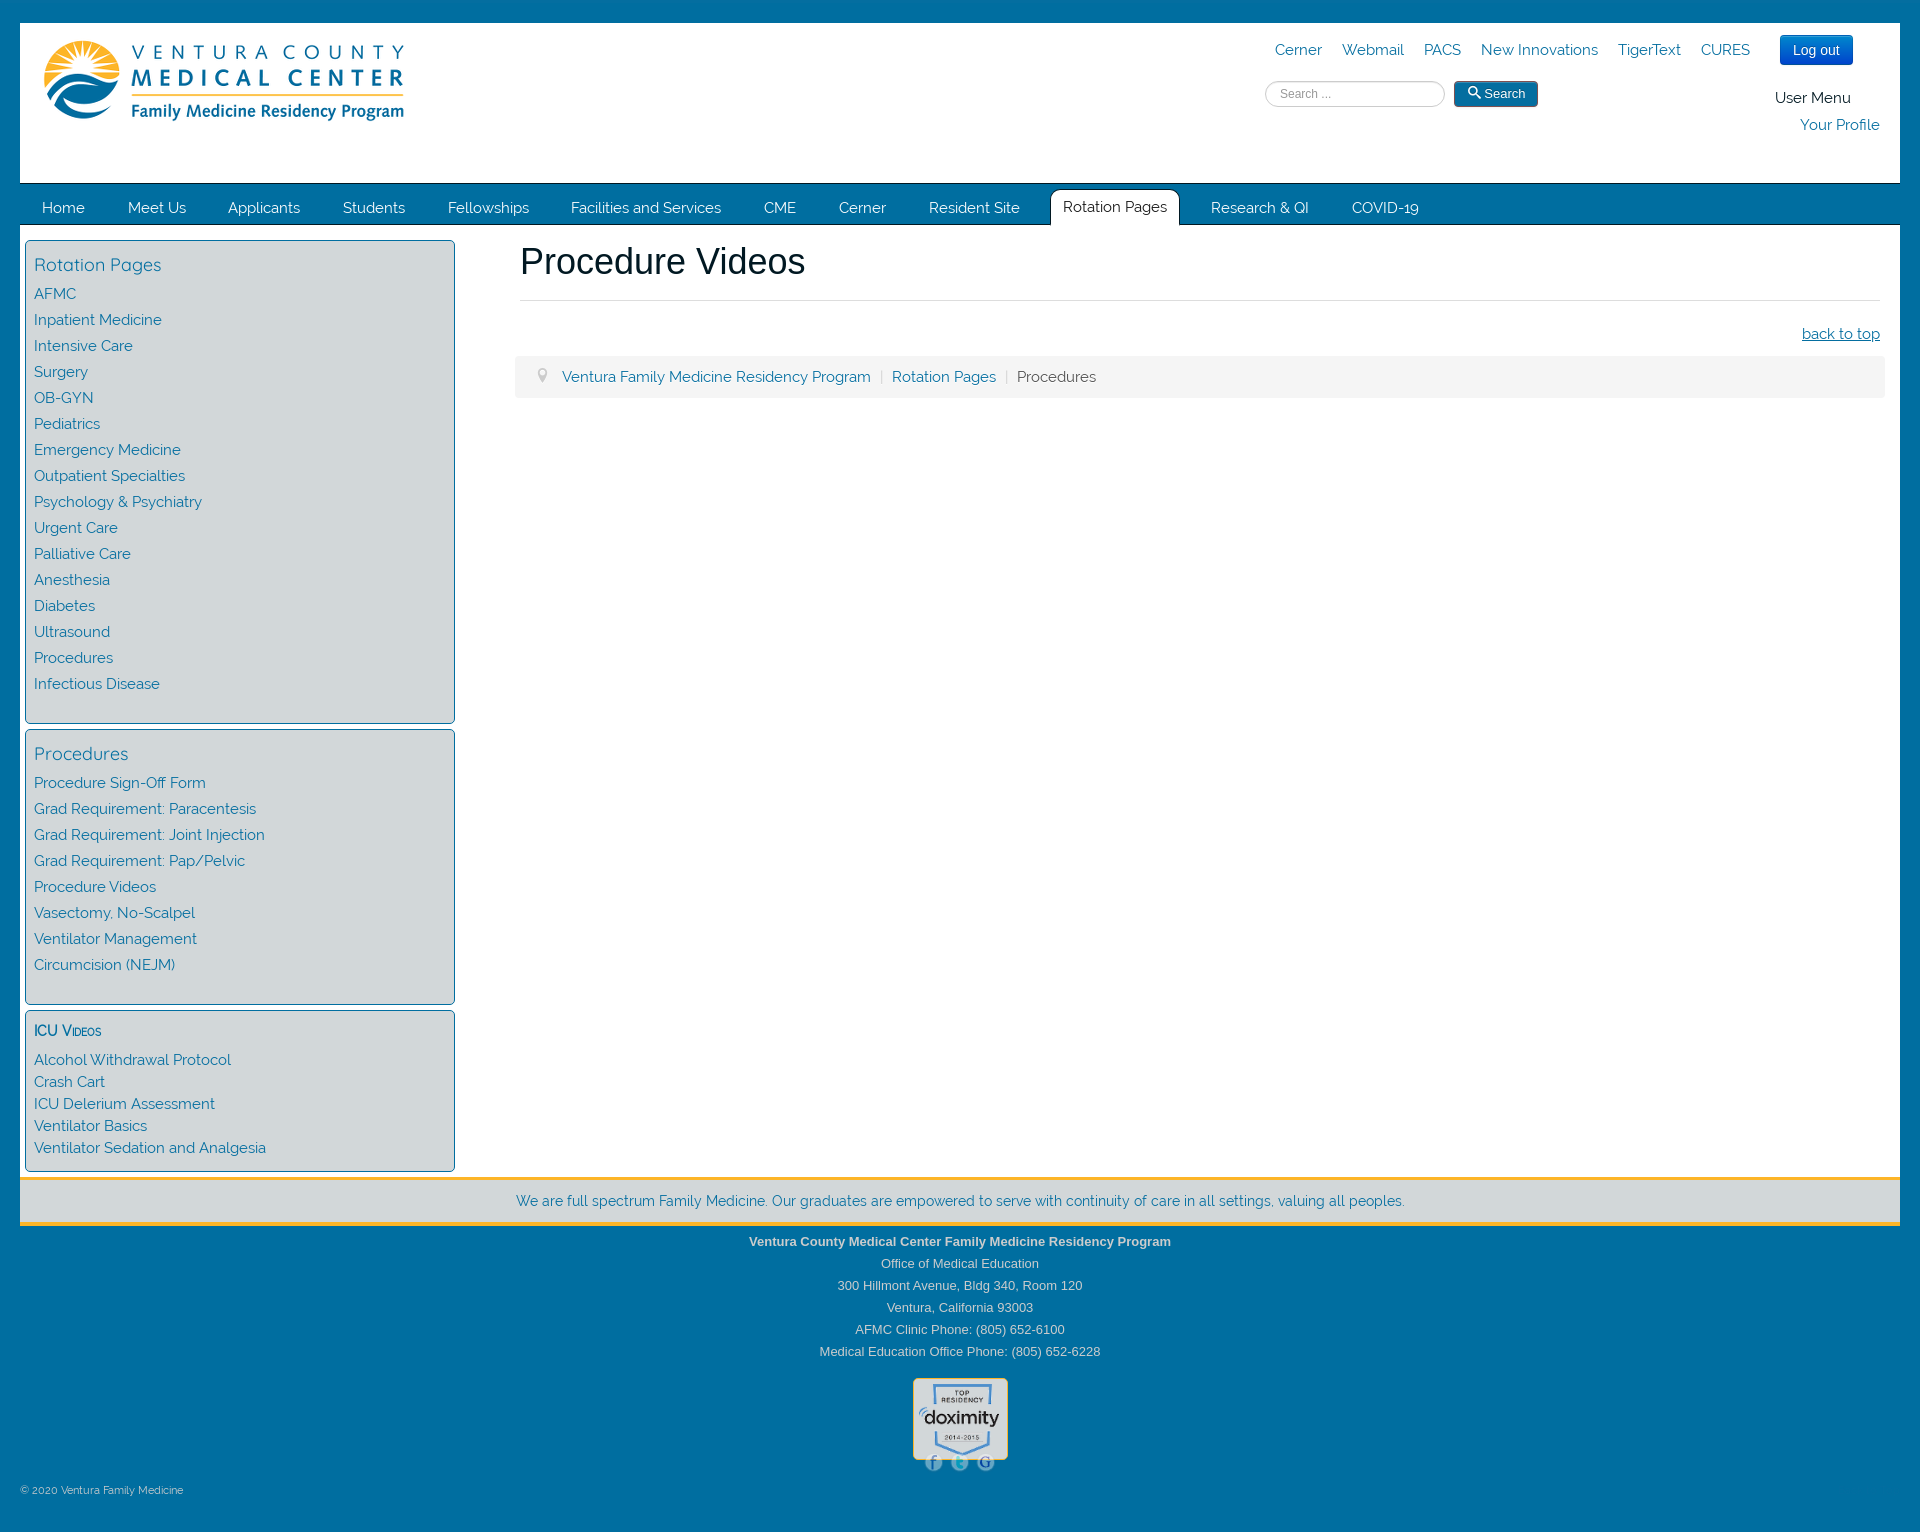 VENTURA COUNTY
MEDICAL CENTER
Family Medicine Residency Program
Cerner Webmail PACS New Innovations TigerText CURES Log out
Search ... Search
User Menu
Your Profile
Home Meet Us Applicants Students Fellowships Facilities and Services CME Cerner Resident Site Rotation Pages Research & QI COVID-19
Rotation Pages
AFMC
Inpatient Medicine
Intensive Care
Surgery
OB-GYN
Pediatrics
Emergency Medicine
Outpatient Specialties
Psychology & Psychiatry
Urgent Care
Palliative Care
Anesthesia
Diabetes
Ultrasound
Procedures
Infectious Disease
Procedures
Procedure Sign-Off Form
Grad Requirement: Paracentesis
Grad Requirement: Joint Injection
Grad Requirement: Pap/Pelvic
Procedure Videos
Vasectomy, No-Scalpel
Ventilator Management
Circumcision (NEJM)
ICU Videos
Alcohol Withdrawal Protocol
Crash Cart
ICU Delerium Assessment
Ventilator Basics
Ventilator Sedation and Analgesia
Procedure Videos
back to top
Ventura Family Medicine Residency Program | Rotation Pages | Procedures
We are full spectrum Family Medicine. Our graduates are empowered to serve with continuity of care in all settings, valuing all peoples.
Ventura County Medical Center Family Medicine Residency Program
Office of Medical Education
300 Hillmont Avenue, Bldg 340, Room 120
Ventura, California 93003
AFMC Clinic Phone: (805) 652-6100
Medical Education Office Phone: (805) 652-6228
TOP
RESIDENCY
doximity
2014-2015
f t G
© 2020 Ventura Family Medicine